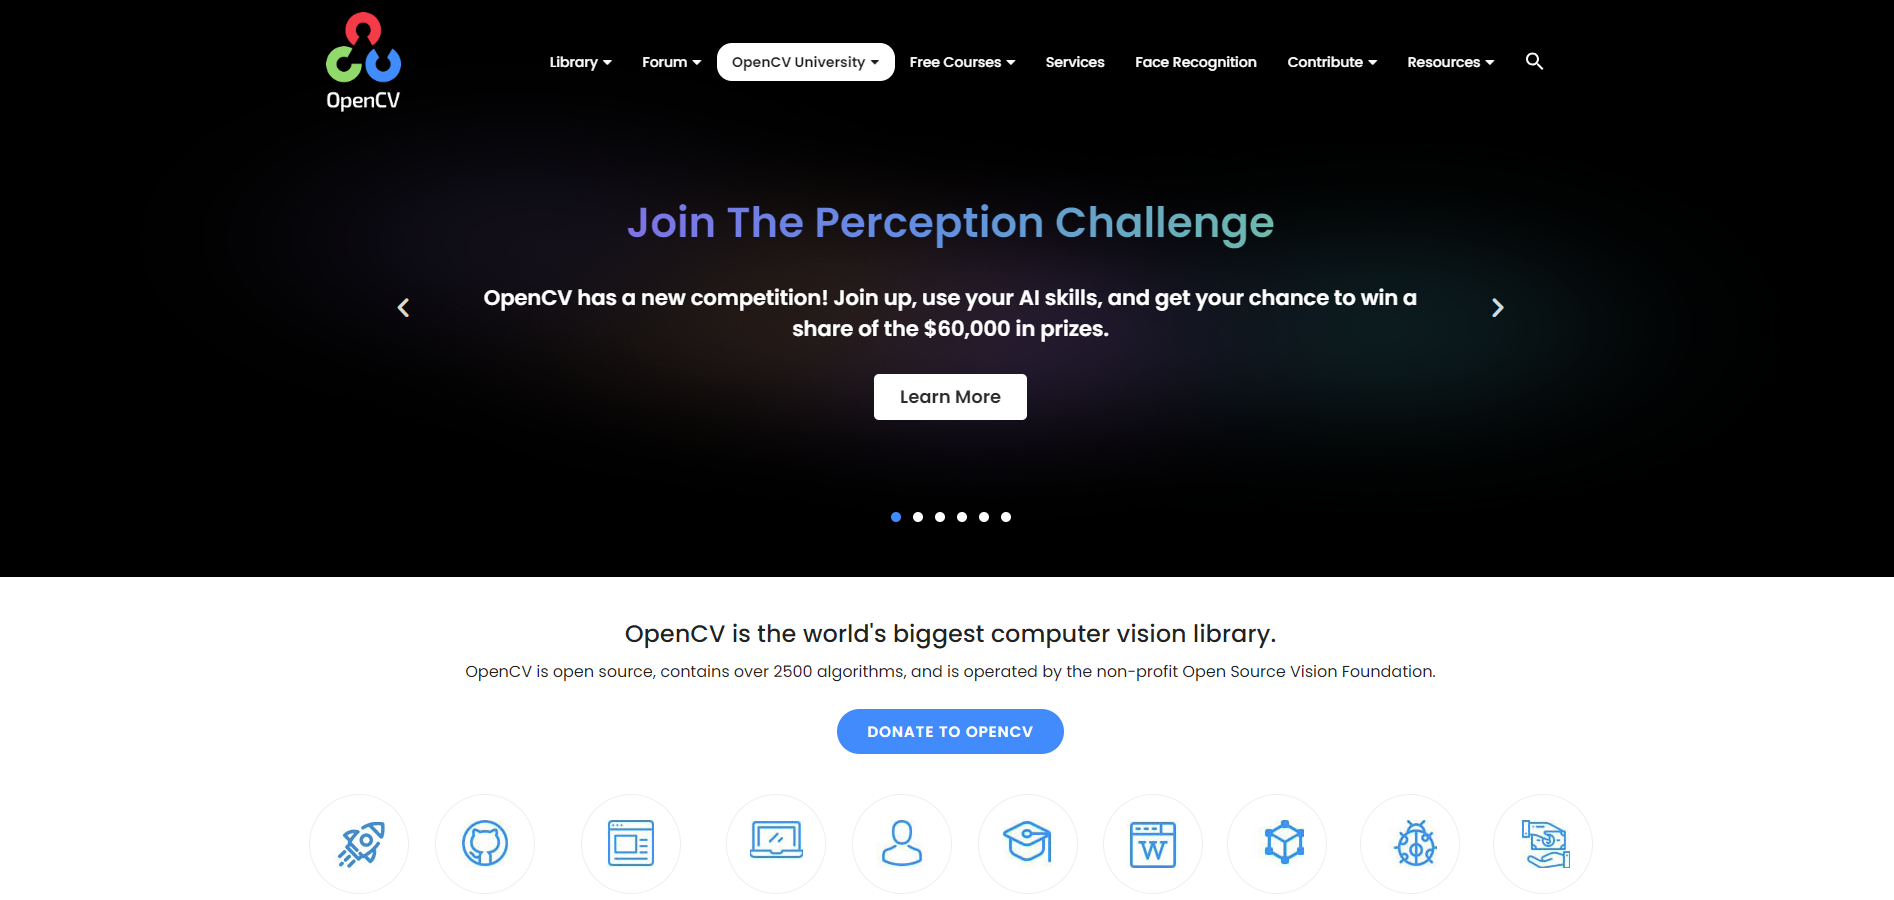 OpenCV
Library
Forum
OpenCV University
Free Courses
Services
Face Recognition
Contribute
Resources
Join The Perception Challenge
OpenCV has a new competition! Join up, use your AI skills, and get your chance to win a
share of the $60,000 in prizes.
Learn More
OpenCV is the world's biggest computer vision library.
OpenCV is open source, contains over 2500 algorithms, and is operated by the non-profit Open Source Vision Foundation.
DONATE TO OPENCV
W